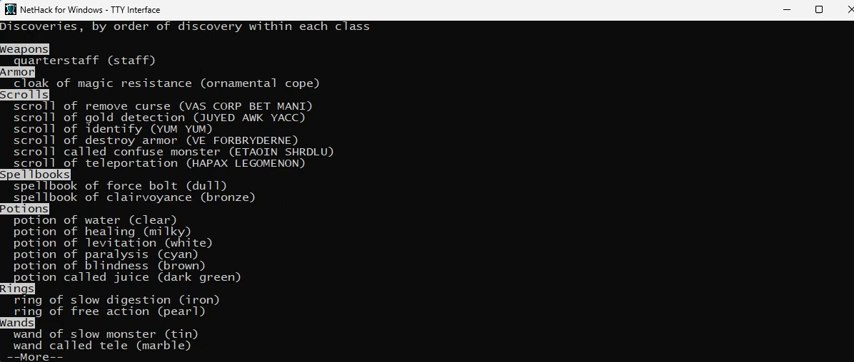 NetHack for Windows - TTY Interface
Discoveries, by order of discovery within each class
Weapons
quarterstaff (staff)
Armor
cloak of magic resistance (ornamental cope)
Scrolls
scroll of remove curse (VAS CORP BET MANI)
scroll of gold detection (JUYED AWK YACC)
scroll of identify (YUM YUM)
scroll of destroy armor (VE FORBRYDERNE)
scroll called confuse monster (ETAOIN SHRDLU)
scroll of teleportation (HAPAX LEGOMENON)
Spellbooks
spellbook of force bolt (dull)
spellbook of clairvoyance (bronze)
Potions
potion of water (clear)
potion of healing (milky)
potion of levitation (white)
potion of paralysis (cyan)
potion of blindness (brown)
potion called juice (dark green)
Rings
ring of slow digestion (iron)
ring of free action (pearl)
Wands
wand of slow monster (tin)
wand called tele (marble)
--More--